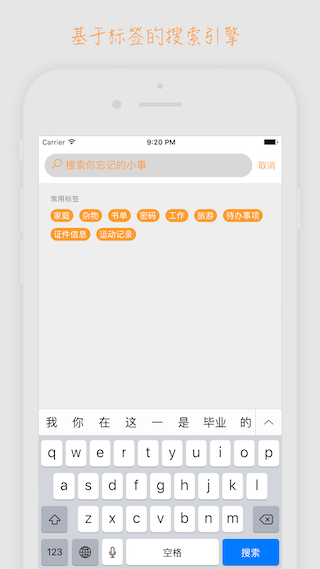 基于标签的搜索引擎
Carrier 9:20 PM
搜索你忘记的小事 取消
常用标签
家庭 杂物 书单 密码 工作 旅游 待办事项
证件信息 运动记录
我 你 在 这 一 是 毕业 的
q w e r t y u i o p
a s d f g h j k l
z x c v b n m
123 空格 搜索